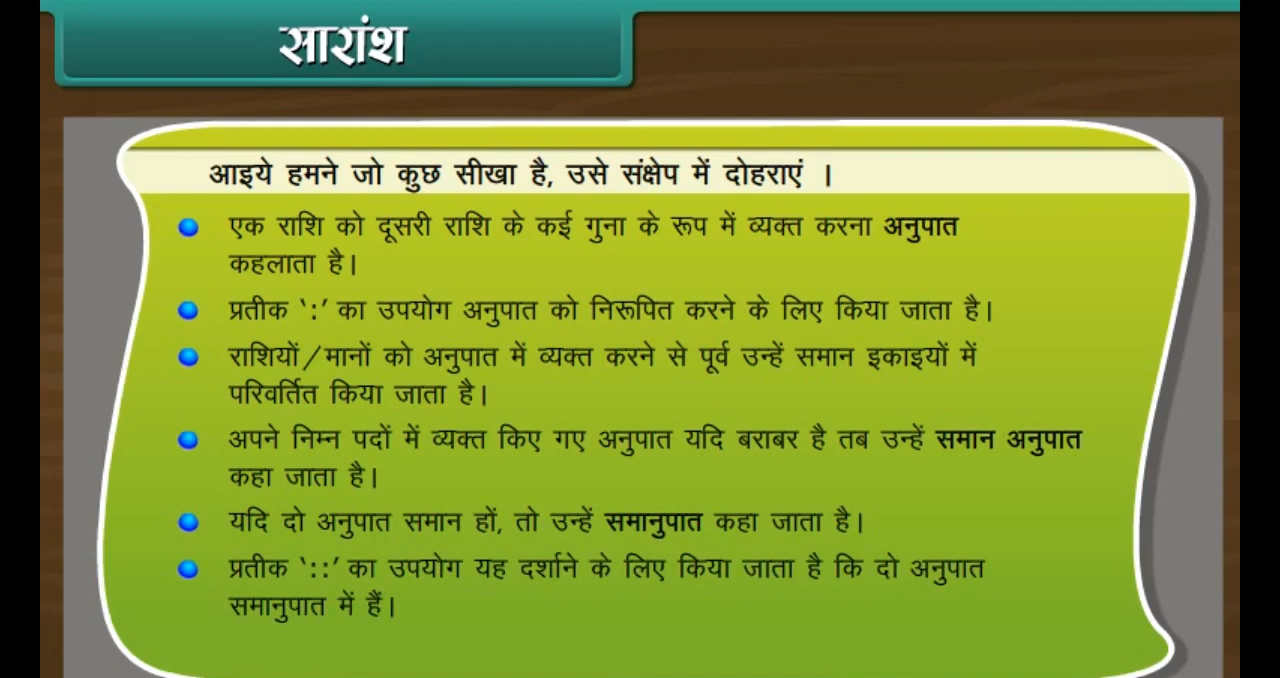 सारांश
आइये हमने जो कुछ सीखा है, उसे संक्षेप में दोहराएं ।
एक राशि को दूसरी राशि के कई गुना के रूप में व्यक्त करना अनुपात
कहलाता है।
प्रतीक ‘:’ का उपयोग अनुपात को निरूपित करने के लिए किया जाता है।
राशियों/मानों को अनुपात में व्यक्त करने से पूर्व उन्हें समान इकाइयों में
परिवर्तित किया जाता है।
अपने निम्न पदों में व्यक्त किए गए अनुपात यदि बराबर है तब उन्हें समान अनुपात
कहा जाता है।
यदि दो अनुपात समान हों, तो उन्हें समानुपात कहा जाता है।
प्रतीक ‘::’ का उपयोग यह दर्शाने के लिए किया जाता है कि दो अनुपात
समानुपात में हैं।